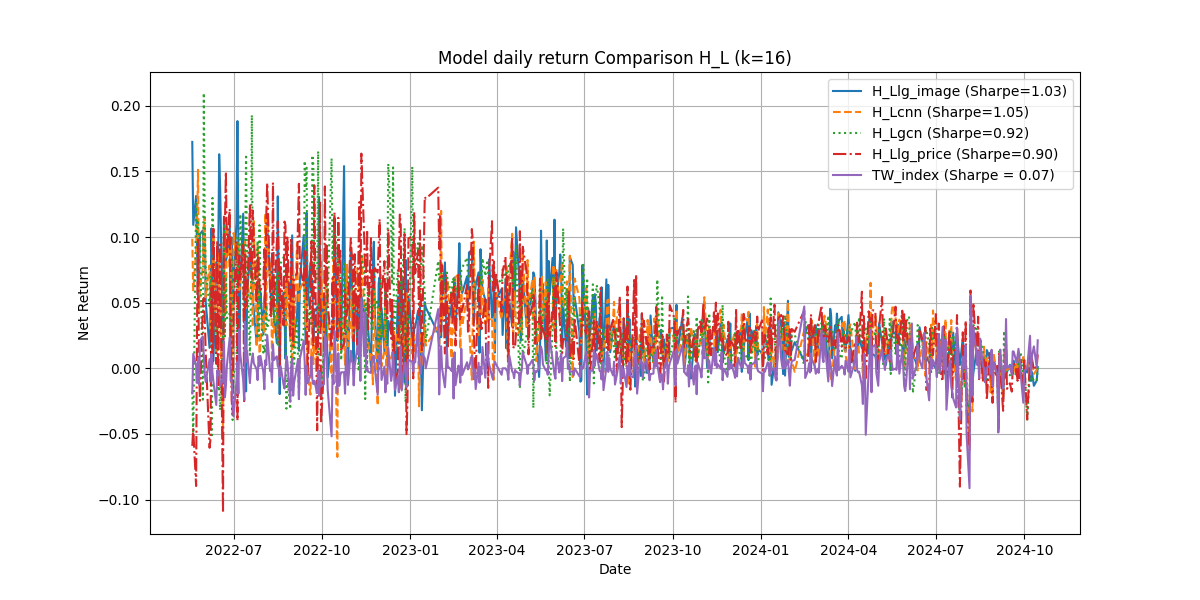 Model daily return Comparison H_L (k=16)
H_Llg_image (Sharpe=1.03)
H_Lcnn (Sharpe=1.05)
H_Lgcn (Sharpe=0.92)
H_Llg_price (Sharpe=0.90)
TW_index (Sharpe = 0.07)
Net Return
0.20
0.15
0.10
0.05
0.00
−0.05
−0.10
2022-07 2022-10 2023-01 2023-04 2023-07 2023-10 2024-01 2024-04 2024-07 2024-10
Date